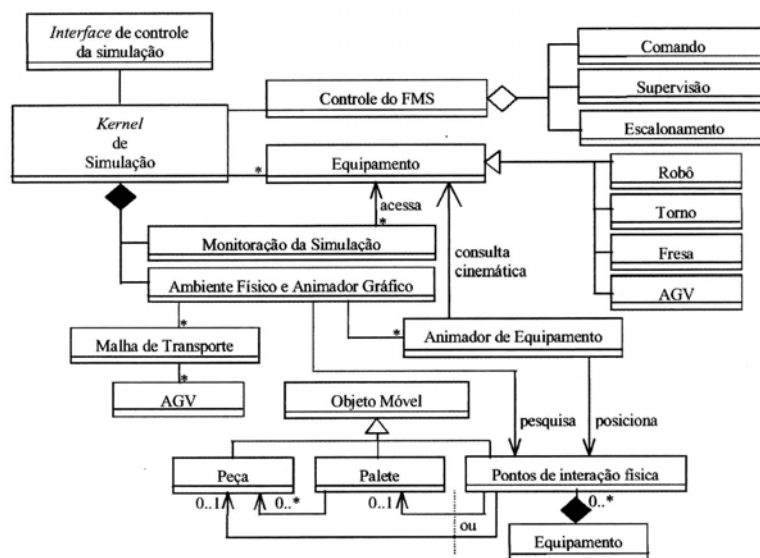 Interface de controle
da simulação
Comando
Controle do FMS
Supervisão
Kernel
de
Simulação
Escalonamento
*
Equipamento
Robô
acessa
*
Torno
Monitoração da Simulação
consulta
cinemática
Fresa
Ambiente Físico e Animador Gráfico
AGV
*
*
Malha de Transporte
Animador de Equipamento
*
AGV
Objeto Móvel
pesquisa
posiciona
Peça
Palete
Pontos de interação física
0..1
0..*
0..1
0..*
ou
Equipamento